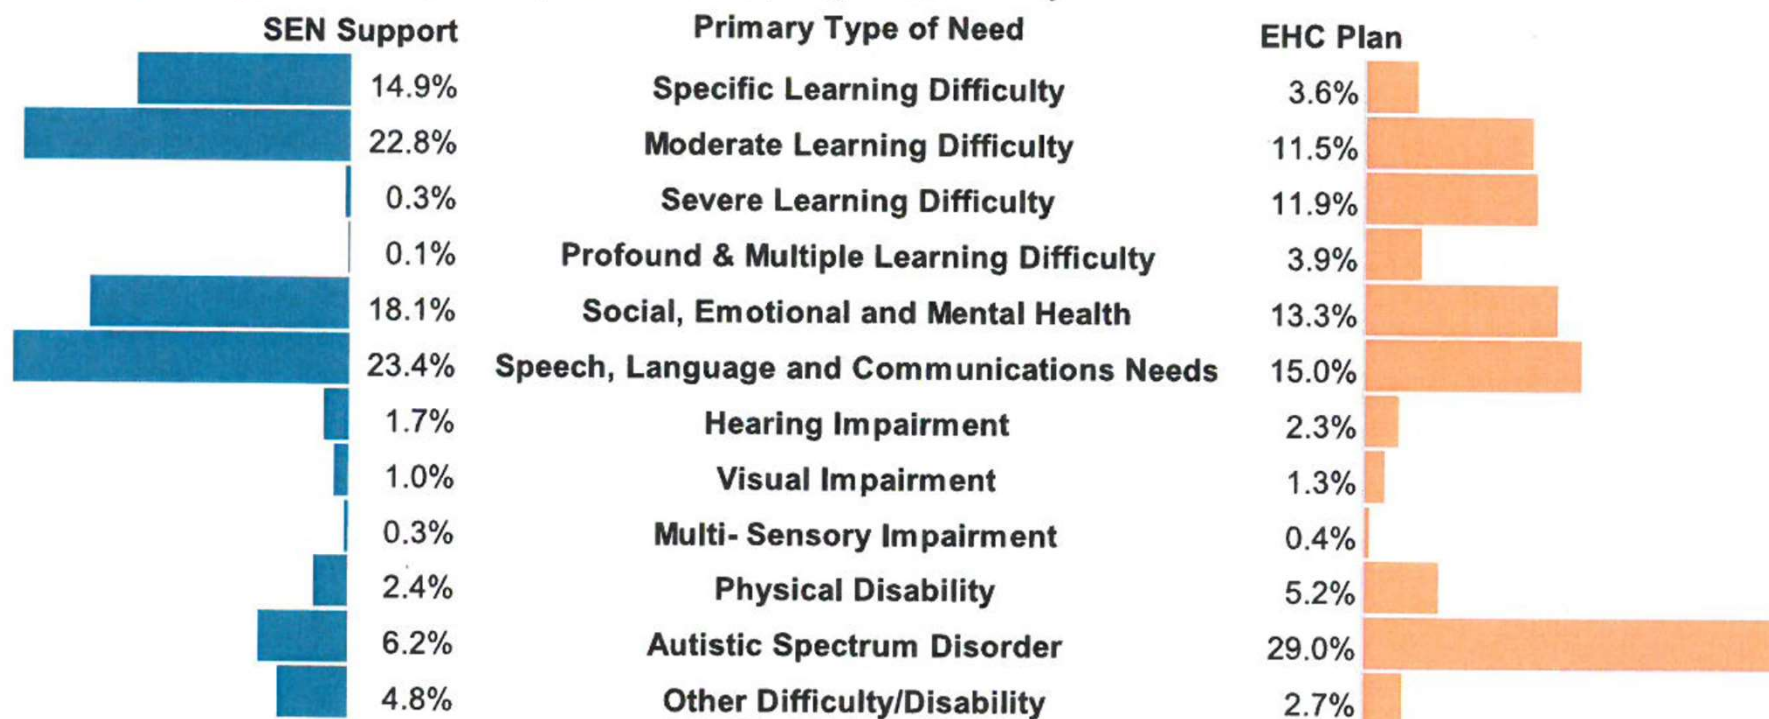 SEN Support Primary Type of Need EHC Plan
14.9% Specific Learning Difficulty 3.6%
22.8% Moderate Learning Difficulty 11.5%
0.3% Severe Learning Difficulty 11.9%
0.1% Profound & Multiple Learning Difficulty 3.9%
18.1% Social, Emotional and Mental Health 13.3%
23.4% Speech, Language and Communications Needs 15.0%
1.7% Hearing Impairment 2.3%
1.0% Visual Impairment 1.3%
0.3% Multi- Sensory Impairment 0.4%
2.4% Physical Disability 5.2%
6.2% Autistic Spectrum Disorder 29.0%
4.8% Other Difficulty/Disability 2.7%